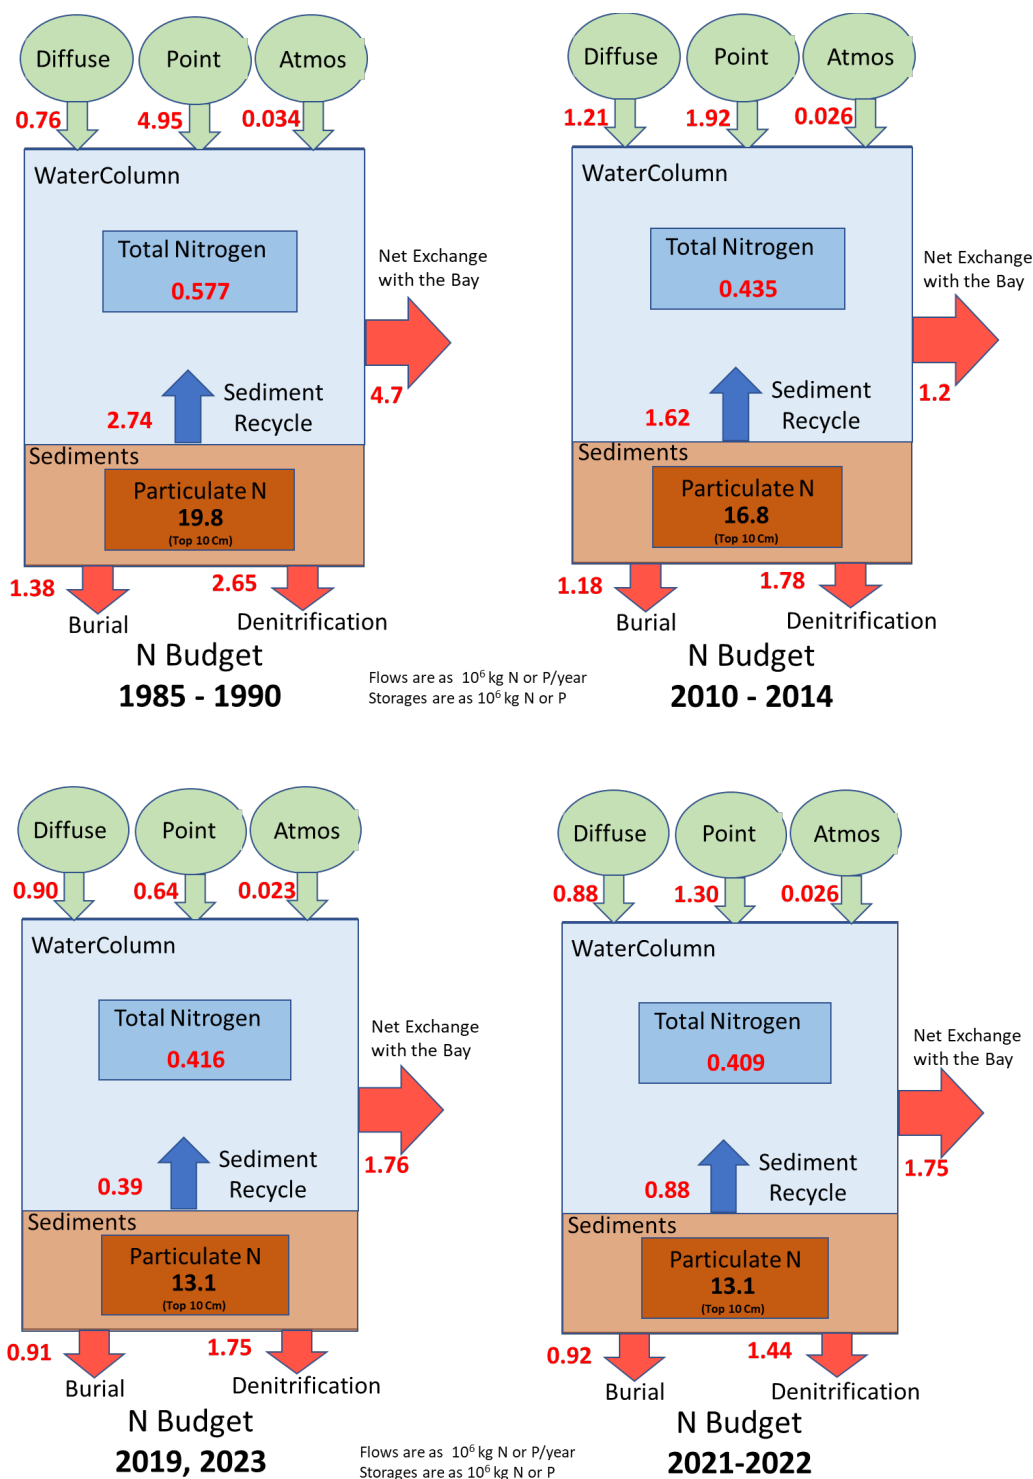 Diffuse Point Atmos
0.76 4.95 0.034
WaterColumn
Total Nitrogen
0.577
Net Exchange
with the Bay
4.7
Sediment
Recycle
2.74
Sediments
Particulate N
19.8
(Top 10 Cm)
1.38 2.65
Burial Denitrification
N Budget
1985 - 1990
Diffuse Point Atmos
1.21 1.92 0.026
WaterColumn
Total Nitrogen
0.435
Net Exchange
with the Bay
1.2
Sediment
Recycle
1.62
Sediments
Particulate N
16.8
(Top 10 Cm)
1.18 1.78
Burial Denitrification
N Budget
2010 - 2014
Flows are as 10⁶ kg N or P/year
Storages are as 10⁶ kg N or P
Diffuse Point Atmos
0.90 0.64 0.023
WaterColumn
Total Nitrogen
0.416
Net Exchange
with the Bay
1.76
Sediment
Recycle
0.39
Sediments
Particulate N
13.1
(Top 10 Cm)
0.91 1.75
Burial Denitrification
N Budget
2019, 2023
Diffuse Point Atmos
0.88 1.30 0.026
WaterColumn
Total Nitrogen
0.409
Net Exchange
with the Bay
1.75
Sediment
Recycle
0.88
Sediments
Particulate N
13.1
(Top 10 Cm)
0.92 1.44
Burial Denitrification
N Budget
2021-2022
Flows are as 10⁶ kg N or P/year
Storages are as 10⁶ kg N or P